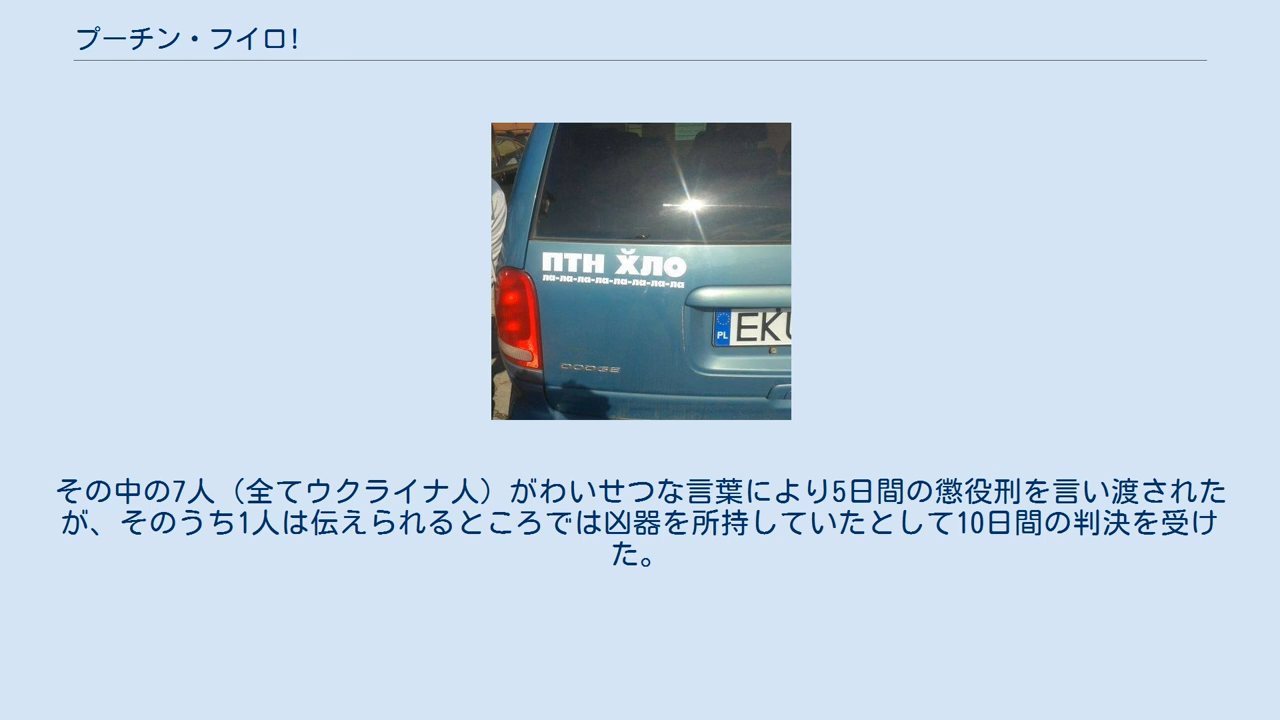 プーチン・フイロ!
ПТН Х̆ЛО
ла-ла-ла-ла-ла-ла-ла-ла
PL
EKU
DODGE
その中の7人（全てウクライナ人）がわいせつな言葉により5日間の懲役刑を言い渡された
が、そのうち1人は伝えられるところでは凶器を所持していたとして10日間の判決を受け
た。